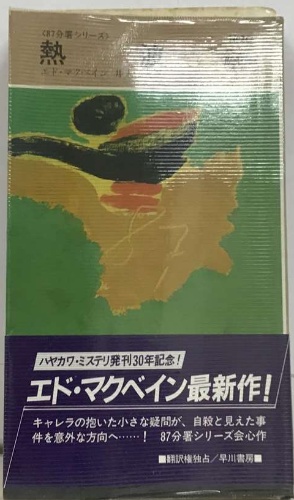 《87分署シリーズ》
熱
エド・マクベイン 井上
ハヤカワ・ミステリ発刊30年記念!
エド・マクベイン最新作!
キャレラの抱いた小さな疑問が、自殺と見えた事
件を意外な方向へ……! 87分署シリーズ会心作
■翻訳権独占/早川書房■